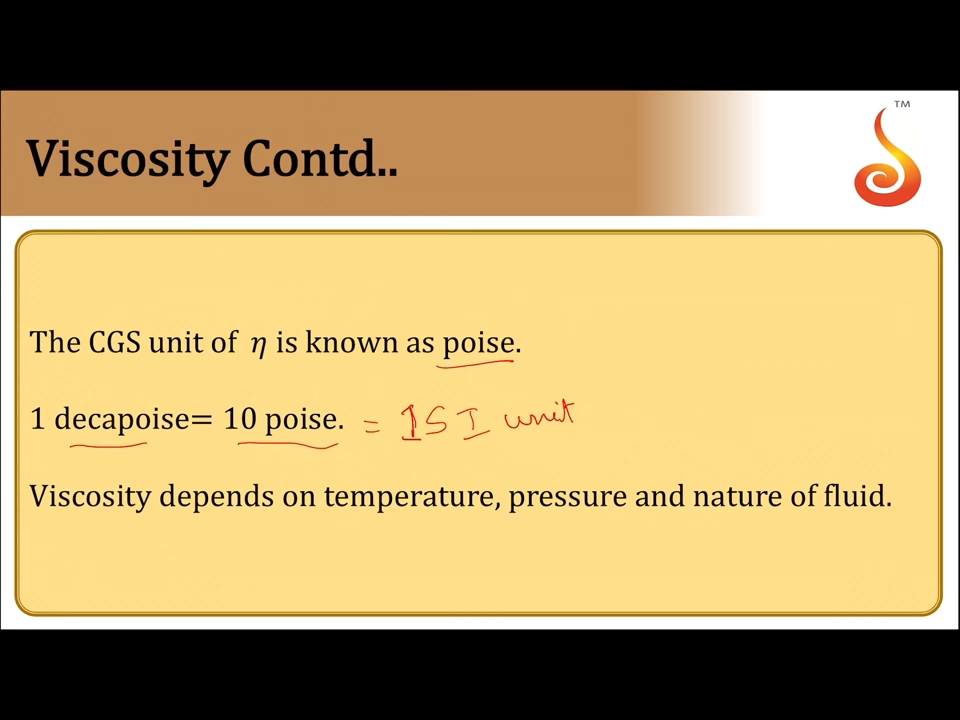 TM
Viscosity Contd..
The CGS unit of η is known as poise.
1 decapoise= 10 poise. = 1 S I unit
Viscosity depends on temperature, pressure and nature of fluid.